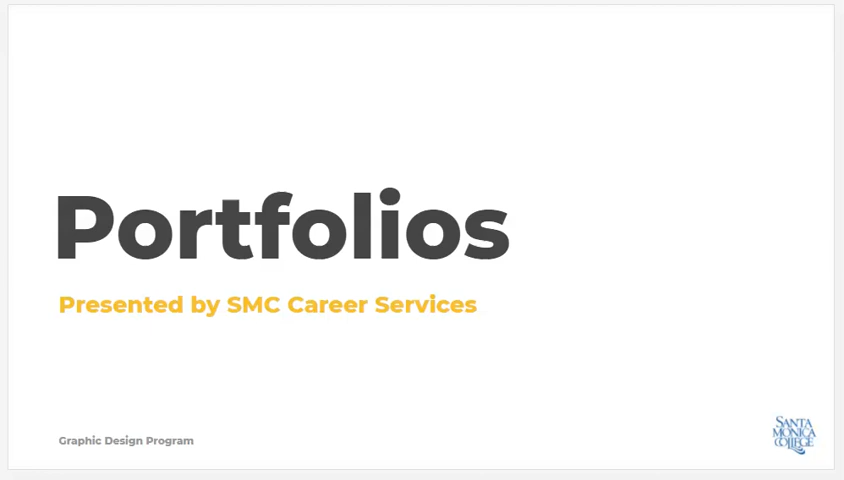 Portfolios
Presented by SMC Career Services
Graphic Design Program
SANTA
MONICA
COLLEGE